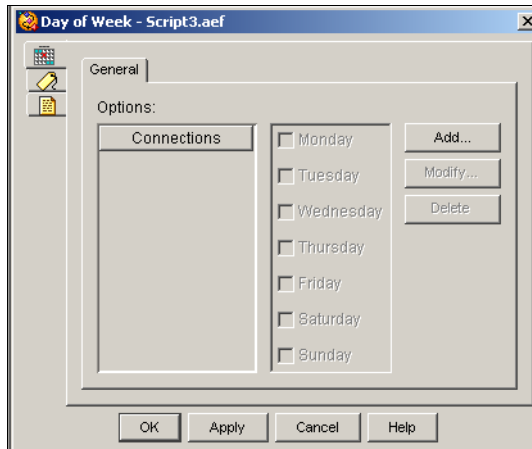 Day of Week - Script3.aef
General
Options:
Connections
Monday
Tuesday
Wednesday
Thursday
Friday
Saturday
Sunday
Add...
Modify...
Delete
OK Apply Cancel Help